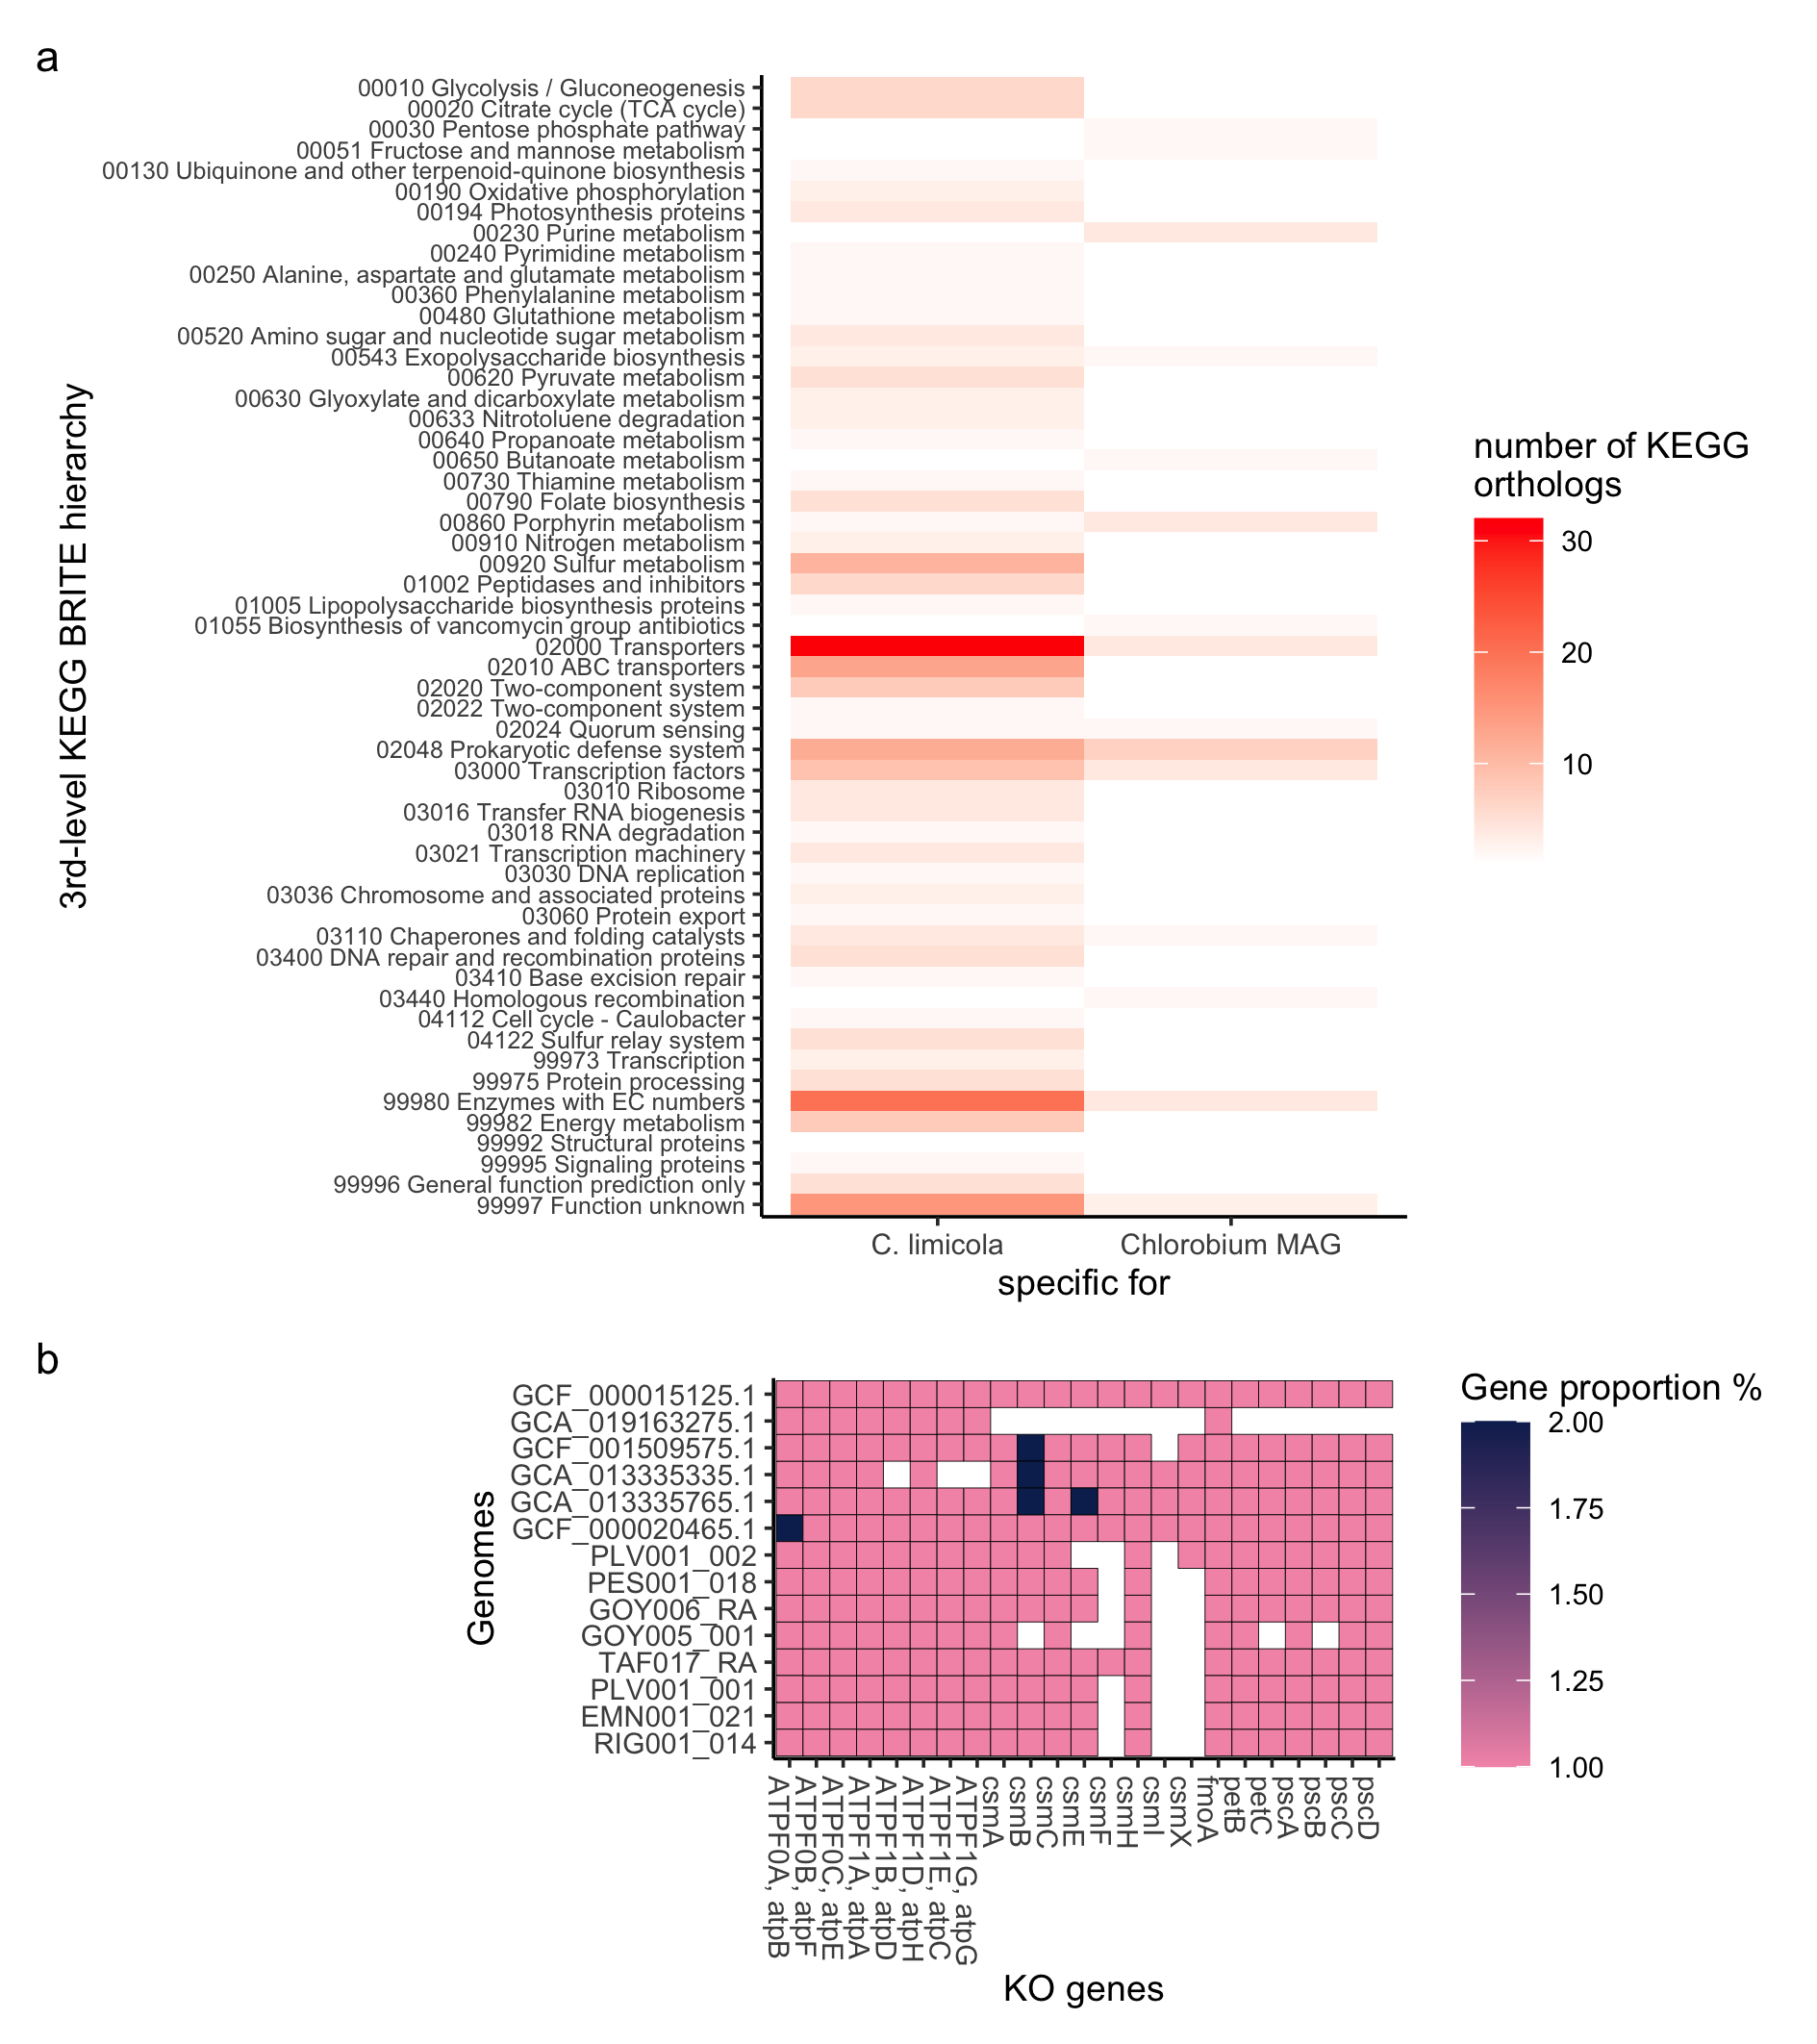 a
00010 Glycolysis / Gluconeogenesis
00020 Citrate cycle (TCA cycle)
00030 Pentose phosphate pathway
00051 Fructose and mannose metabolism
00130 Ubiquinone and other terpenoid-quinone biosynthesis
00190 Oxidative phosphorylation
00194 Photosynthesis proteins
00230 Purine metabolism
00240 Pyrimidine metabolism
00250 Alanine, aspartate and glutamate metabolism
00360 Phenylalanine metabolism
00480 Glutathione metabolism
00520 Amino sugar and nucleotide sugar metabolism
00543 Exopolysaccharide biosynthesis
00620 Pyruvate metabolism
00630 Glyoxylate and dicarboxylate metabolism
00633 Nitrotoluene degradation
00640 Propanoate metabolism
00650 Butanoate metabolism
00730 Thiamine metabolism
00790 Folate biosynthesis
00860 Porphyrin metabolism
00910 Nitrogen metabolism
00920 Sulfur metabolism
01002 Peptidases and inhibitors
01005 Lipopolysaccharide biosynthesis proteins
01055 Biosynthesis of vancomycin group antibiotics
02000 Transporters
02010 ABC transporters
02020 Two-component system
02022 Two-component system
02024 Quorum sensing
02048 Prokaryotic defense system
03000 Transcription factors
03010 Ribosome
03016 Transfer RNA biogenesis
03018 RNA degradation
03021 Transcription machinery
03030 DNA replication
03036 Chromosome and associated proteins
03060 Protein export
03110 Chaperones and folding catalysts
03400 DNA repair and recombination proteins
03410 Base excision repair
03440 Homologous recombination
04112 Cell cycle - Caulobacter
04122 Sulfur relay system
99973 Transcription
99975 Protein processing
99980 Enzymes with EC numbers
99982 Energy metabolism
99992 Structural proteins
99995 Signaling proteins
99996 General function prediction only
99997 Function unknown
3rd-level KEGG BRITE hierarchy
C. limicola
Chlorobium MAG
specific for
number of KEGG
orthologs
30
20
10
b
GCF_000015125.1
GCA_019163275.1
GCF_001509575.1
GCA_013335335.1
GCA_013335765.1
GCF_000020465.1
PLV001_002
PES001_018
GOY006_RA
GOY005_001
TAF017_RA
PLV001_001
EMN001_021
RIG001_014
Genomes
ATPF0A, atpB
ATPF0B, atpF
ATPF0C, atpE
ATPF1A, atpA
ATPF1B, atpD
ATPF1D, atpH
ATPF1E, atpC
ATPF1G, atpG
csmA
csmB
csmC
csmE
csmF
csmH
csmI
csmX
fmoA
petB
petC
pscA
pscB
pscC
pscD
KO genes
Gene proportion %
2.00
1.75
1.50
1.25
1.00